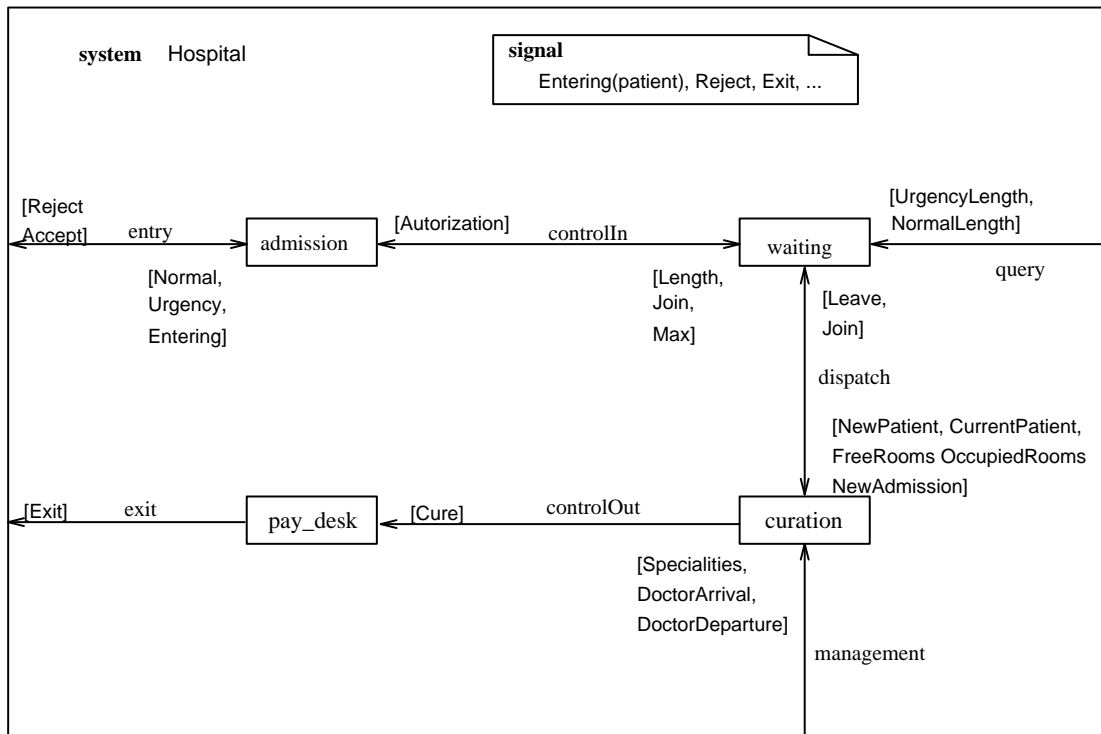 system Hospital
signal
Entering(patient), Reject, Exit, ...
[Reject
Accept]
entry
admission
[Normal,
Urgency,
Entering]
[Autorization]
controlIn
[Length,
Join,
Max]
waiting
[UrgencyLength,
NormalLength]
query
[Leave,
Join]
dispatch
[NewPatient, CurrentPatient,
FreeRooms OccupiedRooms
NewAdmission]
[Exit]
exit
pay_desk
[Cure]
controlOut
curation
[Specialities,
DoctorArrival,
DoctorDeparture]
management